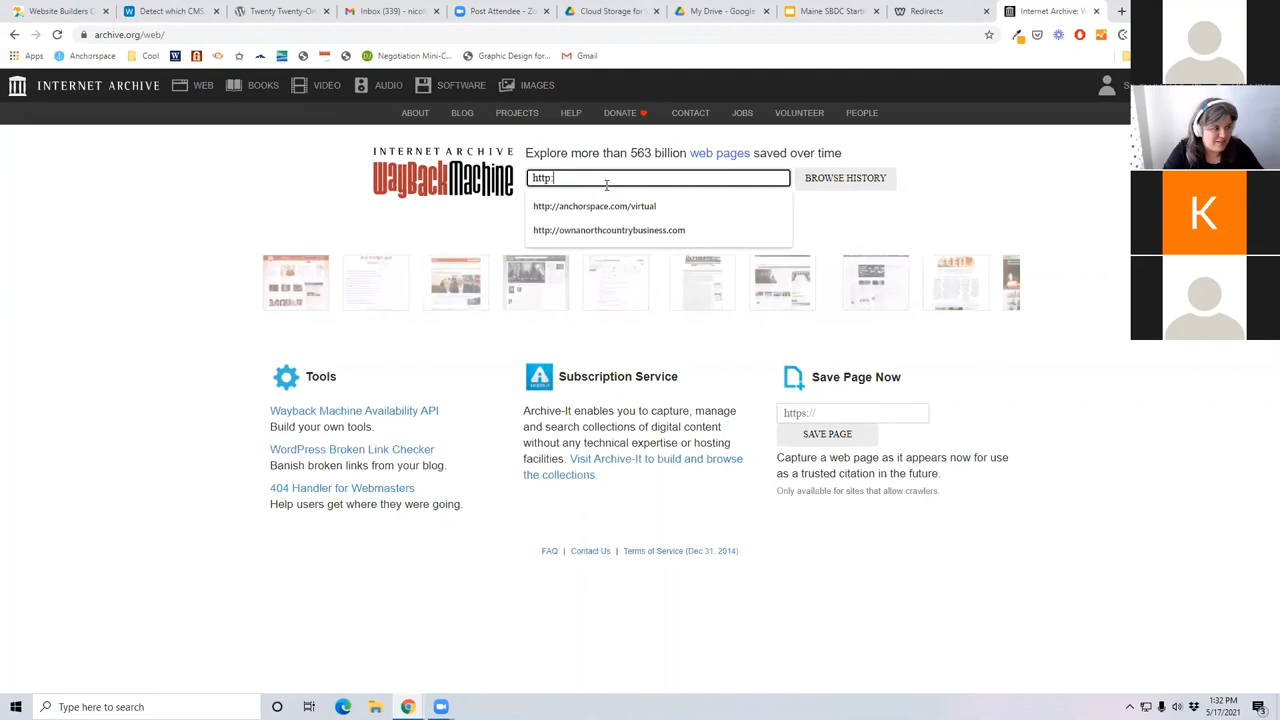 Website Builders C
Detect which CMS
Twenty Twenty-On
Inbox (339) - nicol
Post Attendee - Zo
Cloud Storage for C
My Drive - Google
Maine SBDC Starti
Redirects
Internet Archive: W
archive.org/web/
Apps
Anchorspace
Cool
Negotiation Mini-C...
Graphic Design for...
Gmail
INTERNET ARCHIVE
WEB
BOOKS
VIDEO
AUDIO
SOFTWARE
IMAGES
ABOUT
BLOG
PROJECTS
HELP
DONATE
CONTACT
JOBS
VOLUNTEER
PEOPLE
INTERNET ARCHIVE
WayBackMachine
Explore more than 563 billion web pages saved over time
http:
BROWSE HISTORY
http://anchorspace.com/virtual
http://ownanorthcountrybusiness.com
K
Tools
Wayback Machine Availability API
Build your own tools.
WordPress Broken Link Checker
Banish broken links from your blog.
404 Handler for Webmasters
Help users get where they were going.
Subscription Service
Archive-It enables you to capture, manage
and search collections of digital content
without any technical expertise or hosting
facilities. Visit Archive-It to build and browse
the collections.
Save Page Now
https://
SAVE PAGE
Capture a web page as it appears now for use
as a trusted citation in the future.
Only available for sites that allow crawlers.
FAQ | Contact Us | Terms of Service (Dec 31, 2014)
Type here to search
1:32 PM
5/17/2021